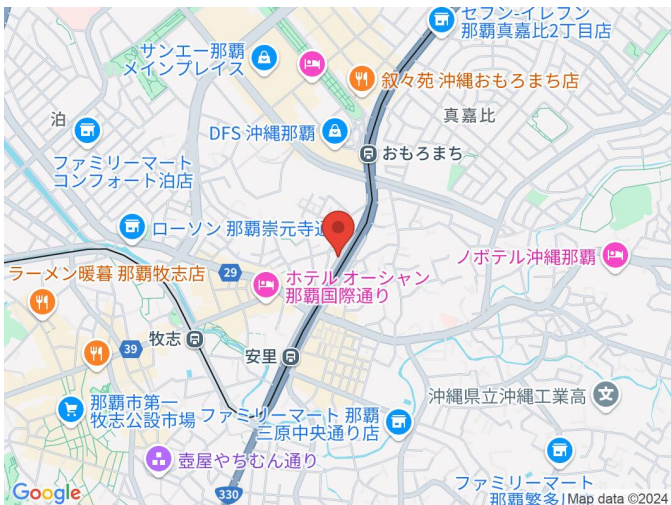 セブン-イレブン
那覇真嘉比2丁目店
サンエー那覇
メインプレイス
叙々苑 沖縄おもろまち店
真嘉比
泊
DFS 沖縄那覇
おもろまち
ファミリーマート
コンフォート泊店
ローソン 那覇崇元寺通
ノボテル沖縄那覇
ラーメン暖暮 那覇牧志店
29
ホテル オーシャン
那覇国際通り
牧志
39
安里
沖縄県立沖縄工業高
那覇市第一
牧志公設市場
ファミリーマート 那覇
三原中央通り店
壺屋やちむん通り
ファミリーマート
那覇繁多川
330
Google
Map data ©2024